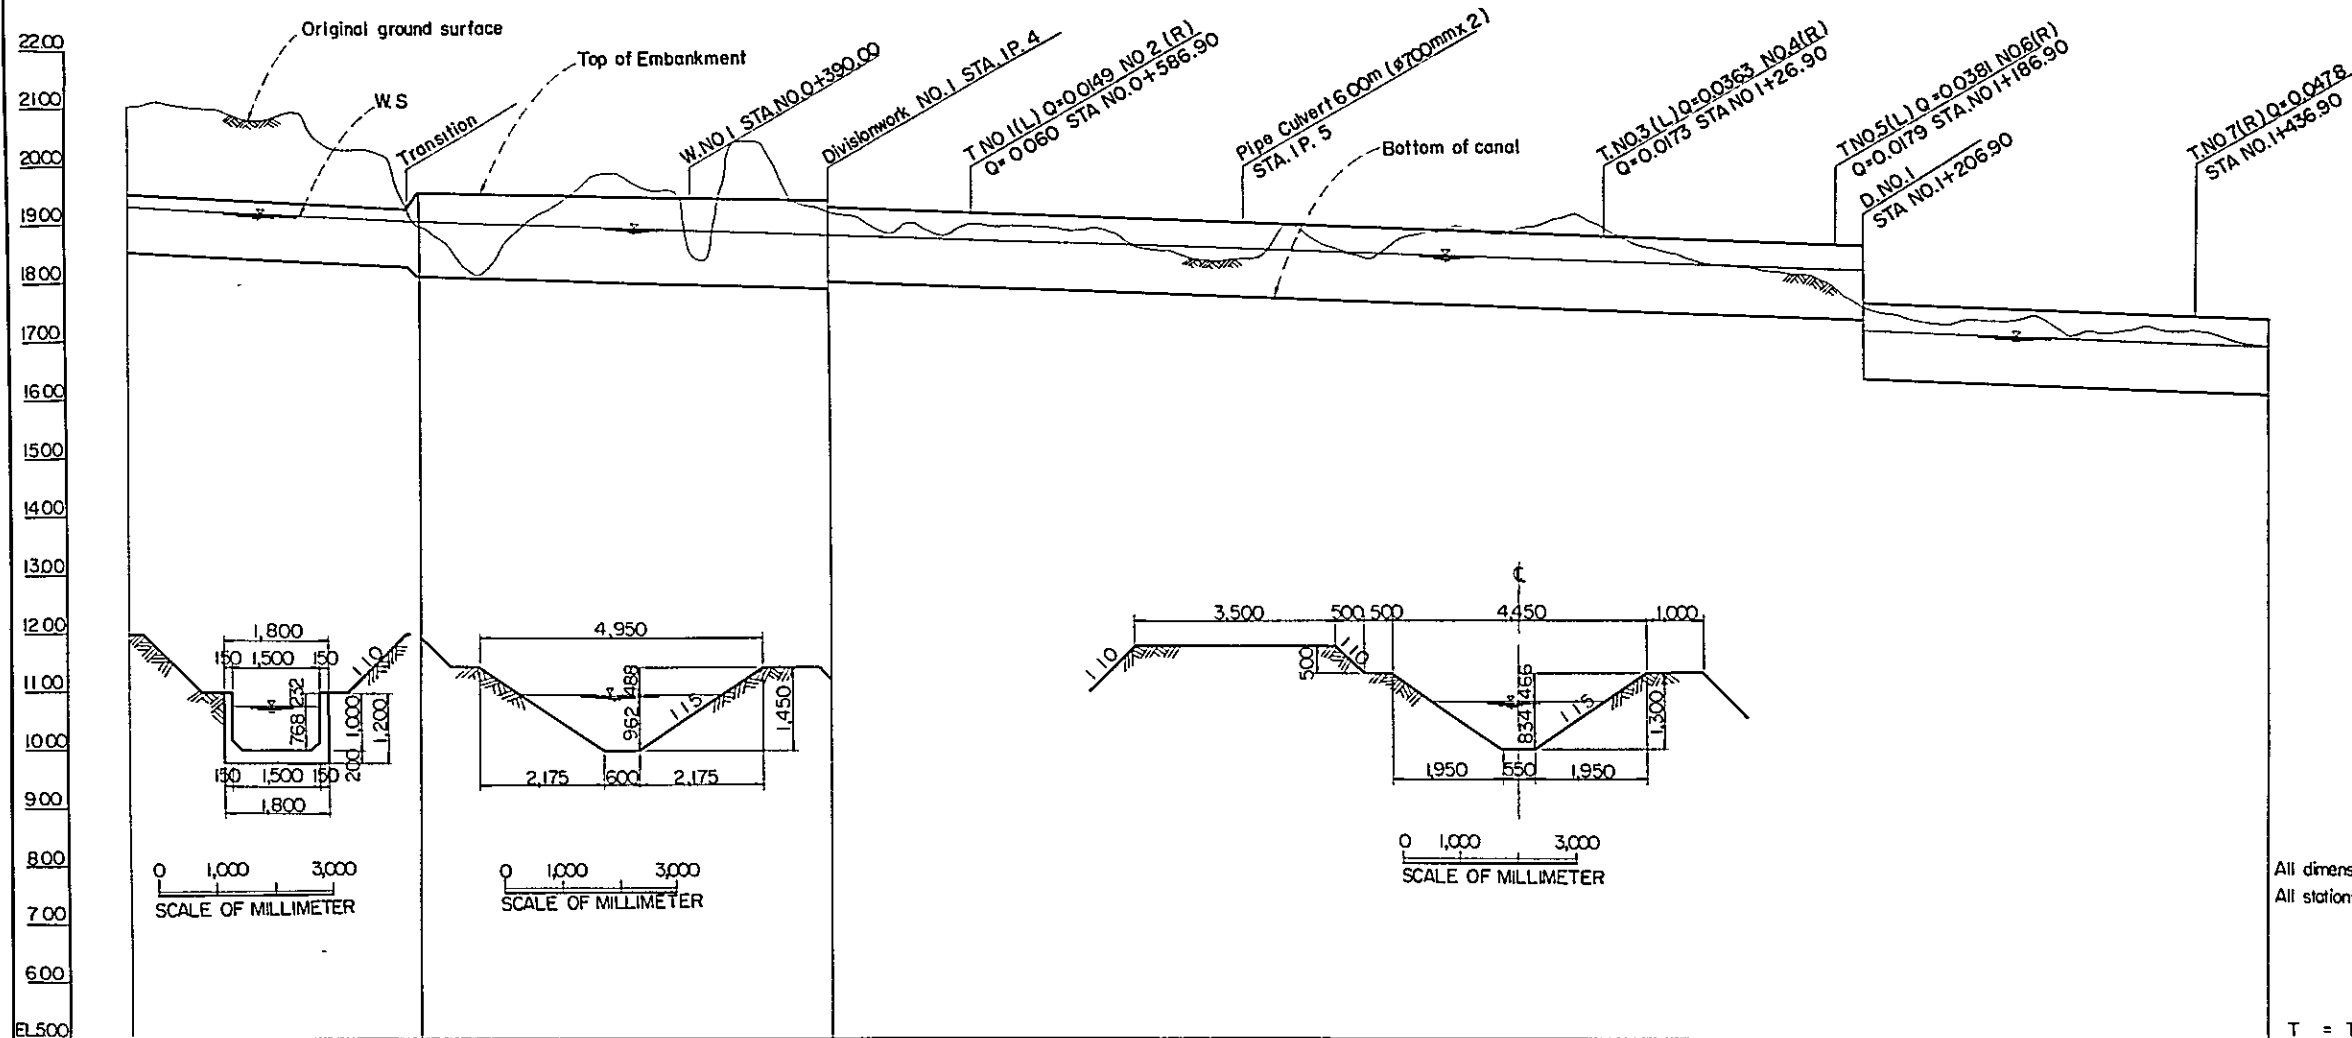 Original ground surface
Top of Embankment
W.S
Transition
W.NO 1 STA.NO.0+390.00
Divisionwork NO.1 STA. I P. 4
T NO 1(L) Q=0.0149 NO 2 (R)
Q= 0 060 STA NO.0+586.90
Pipe Culvert 6 00m (ø700mm x 2)
STA. I P. 5
Bottom of canal
T.NO.3 (L) Q=0.0363 NO.4(R)
Q=0.0173 STA NO 1+26.90
T NO.5(L) Q =0.0381 NO.6(R)
Q=0.0179 STA.NO 1+186.90
D. NO.1
STA NO.1+206.90
T.NO 7(R) Q=0.0478
STA NO.1+436.90
22.00
21.00
20.00
19.00
18.00
17.00
16.00
15.00
14.00
13.00
12.00
11.00
10.00
9.00
8.00
7.00
6.00
EL.5.00
1,800
150 1,500 150
1 1.0
232
768
1,000
200
1,200
150 1,500 150
1,800
0 1,000 3,000
SCALE OF MILLIMETER
4,950
488
962
1 1.5
1,450
2,175 600 2,175
0 1,000 3,000
SCALE OF MILLIMETER
℄
3,500 500 500 4,450 1,000
1 1.0
500
1 1.0
466
834
1 1.5
1,300
1,950 550 1,950
0 1,000 3,000
SCALE OF MILLIMETER
All dimens
All station
T = T